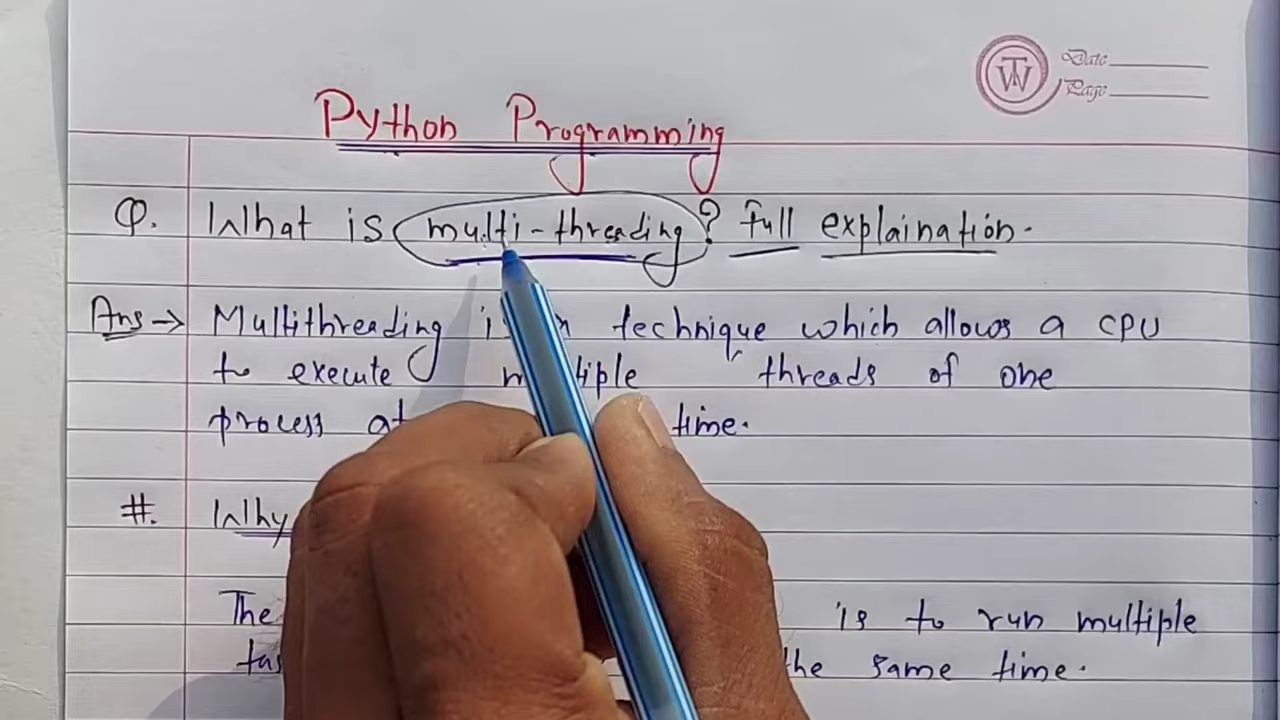 Date
Page
Python Programming
Q. What is multi-threading? Full explaination.
Ans → Multithreading is technique which allows a CPU
to execute threads of one
process at time.
#. Why
The is to run multiple
the same time.